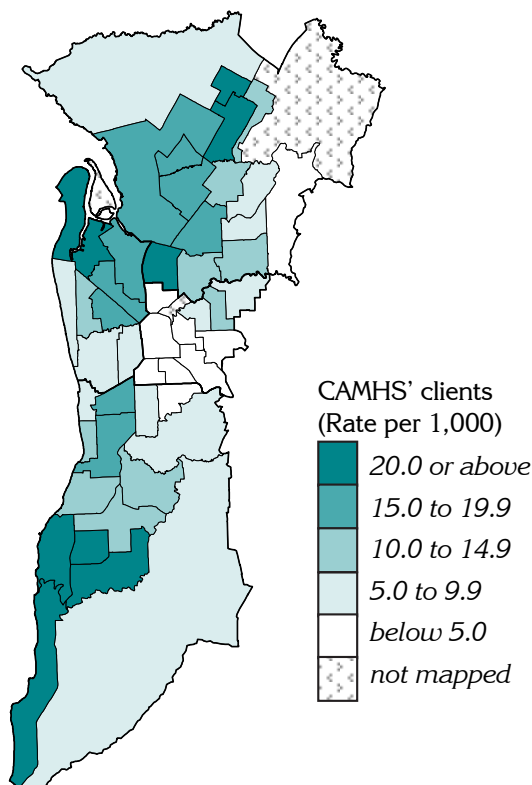 CAMHS' clients
(Rate per 1,000)
20.0 or above
15.0 to 19.9
10.0 to 14.9
5.0 to 9.9
below 5.0
not mapped